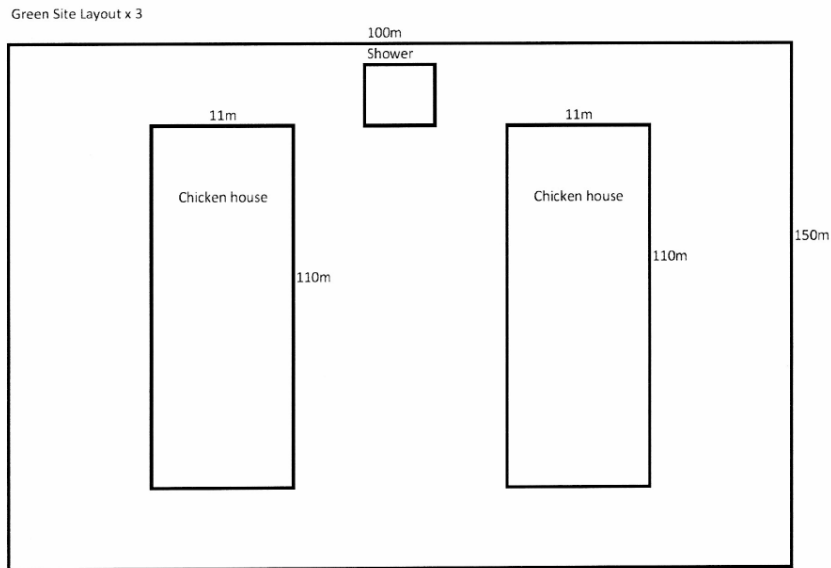 Green Site Layout x 3
100m
Shower
11m
11m
Chicken house
Chicken house
150m
110m
110m